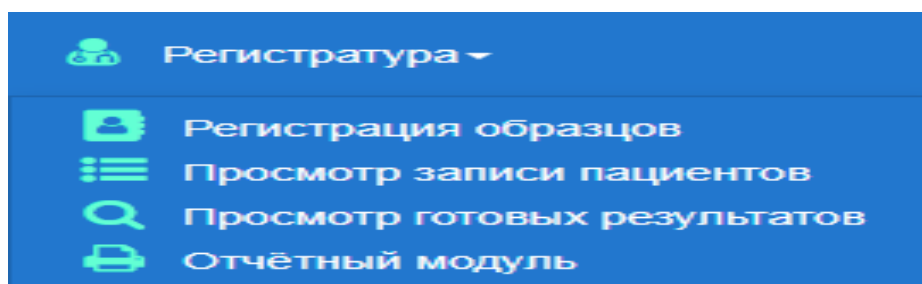 Регистратура
Регистрация образцов
Просмотр записи пациентов
Просмотр готовых результатов
Отчётный модуль